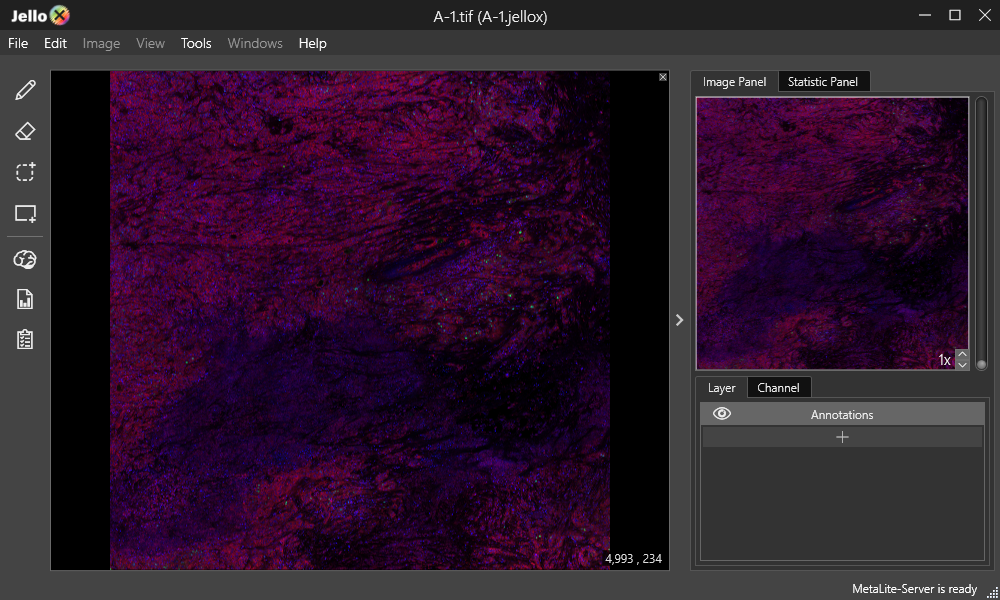 Jello X
A-1.tif (A-1.jellox)
File Edit Image View Tools Windows Help
Image Panel Statistic Panel
1x
Layer Channel
Annotations
4,993 , 234
MetaLite-Server is ready